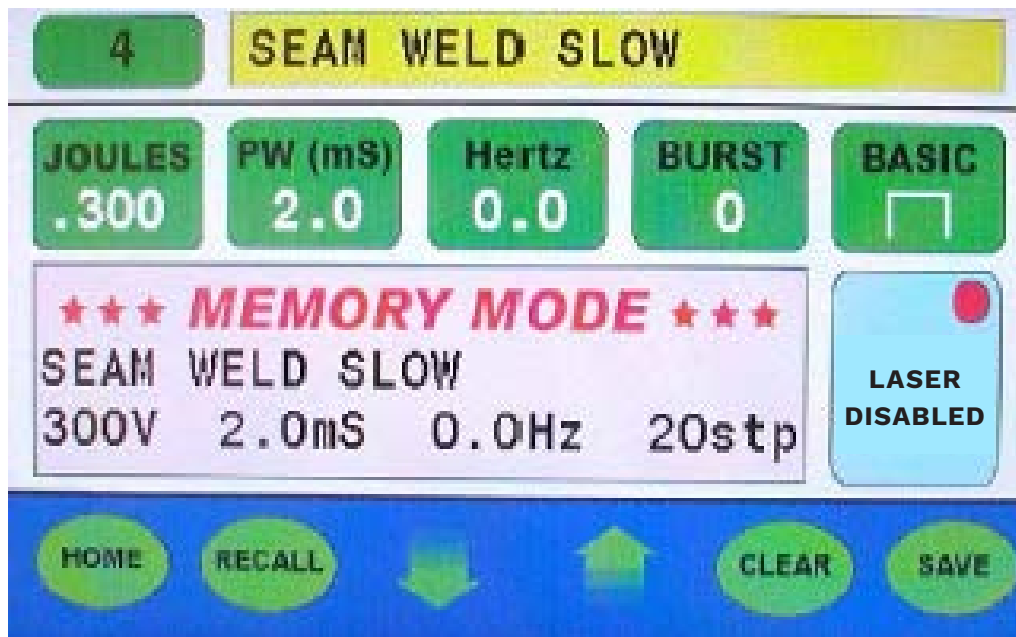 4 SEAM WELD SLOW
JOULES PW (mS) Hertz BURST BASIC
.300 2.0 0.0 0
*** MEMORY MODE ***
SEAM WELD SLOW
300V 2.0mS 0.0Hz 20stp
LASER
DISABLED
HOME RECALL CLEAR SAVE